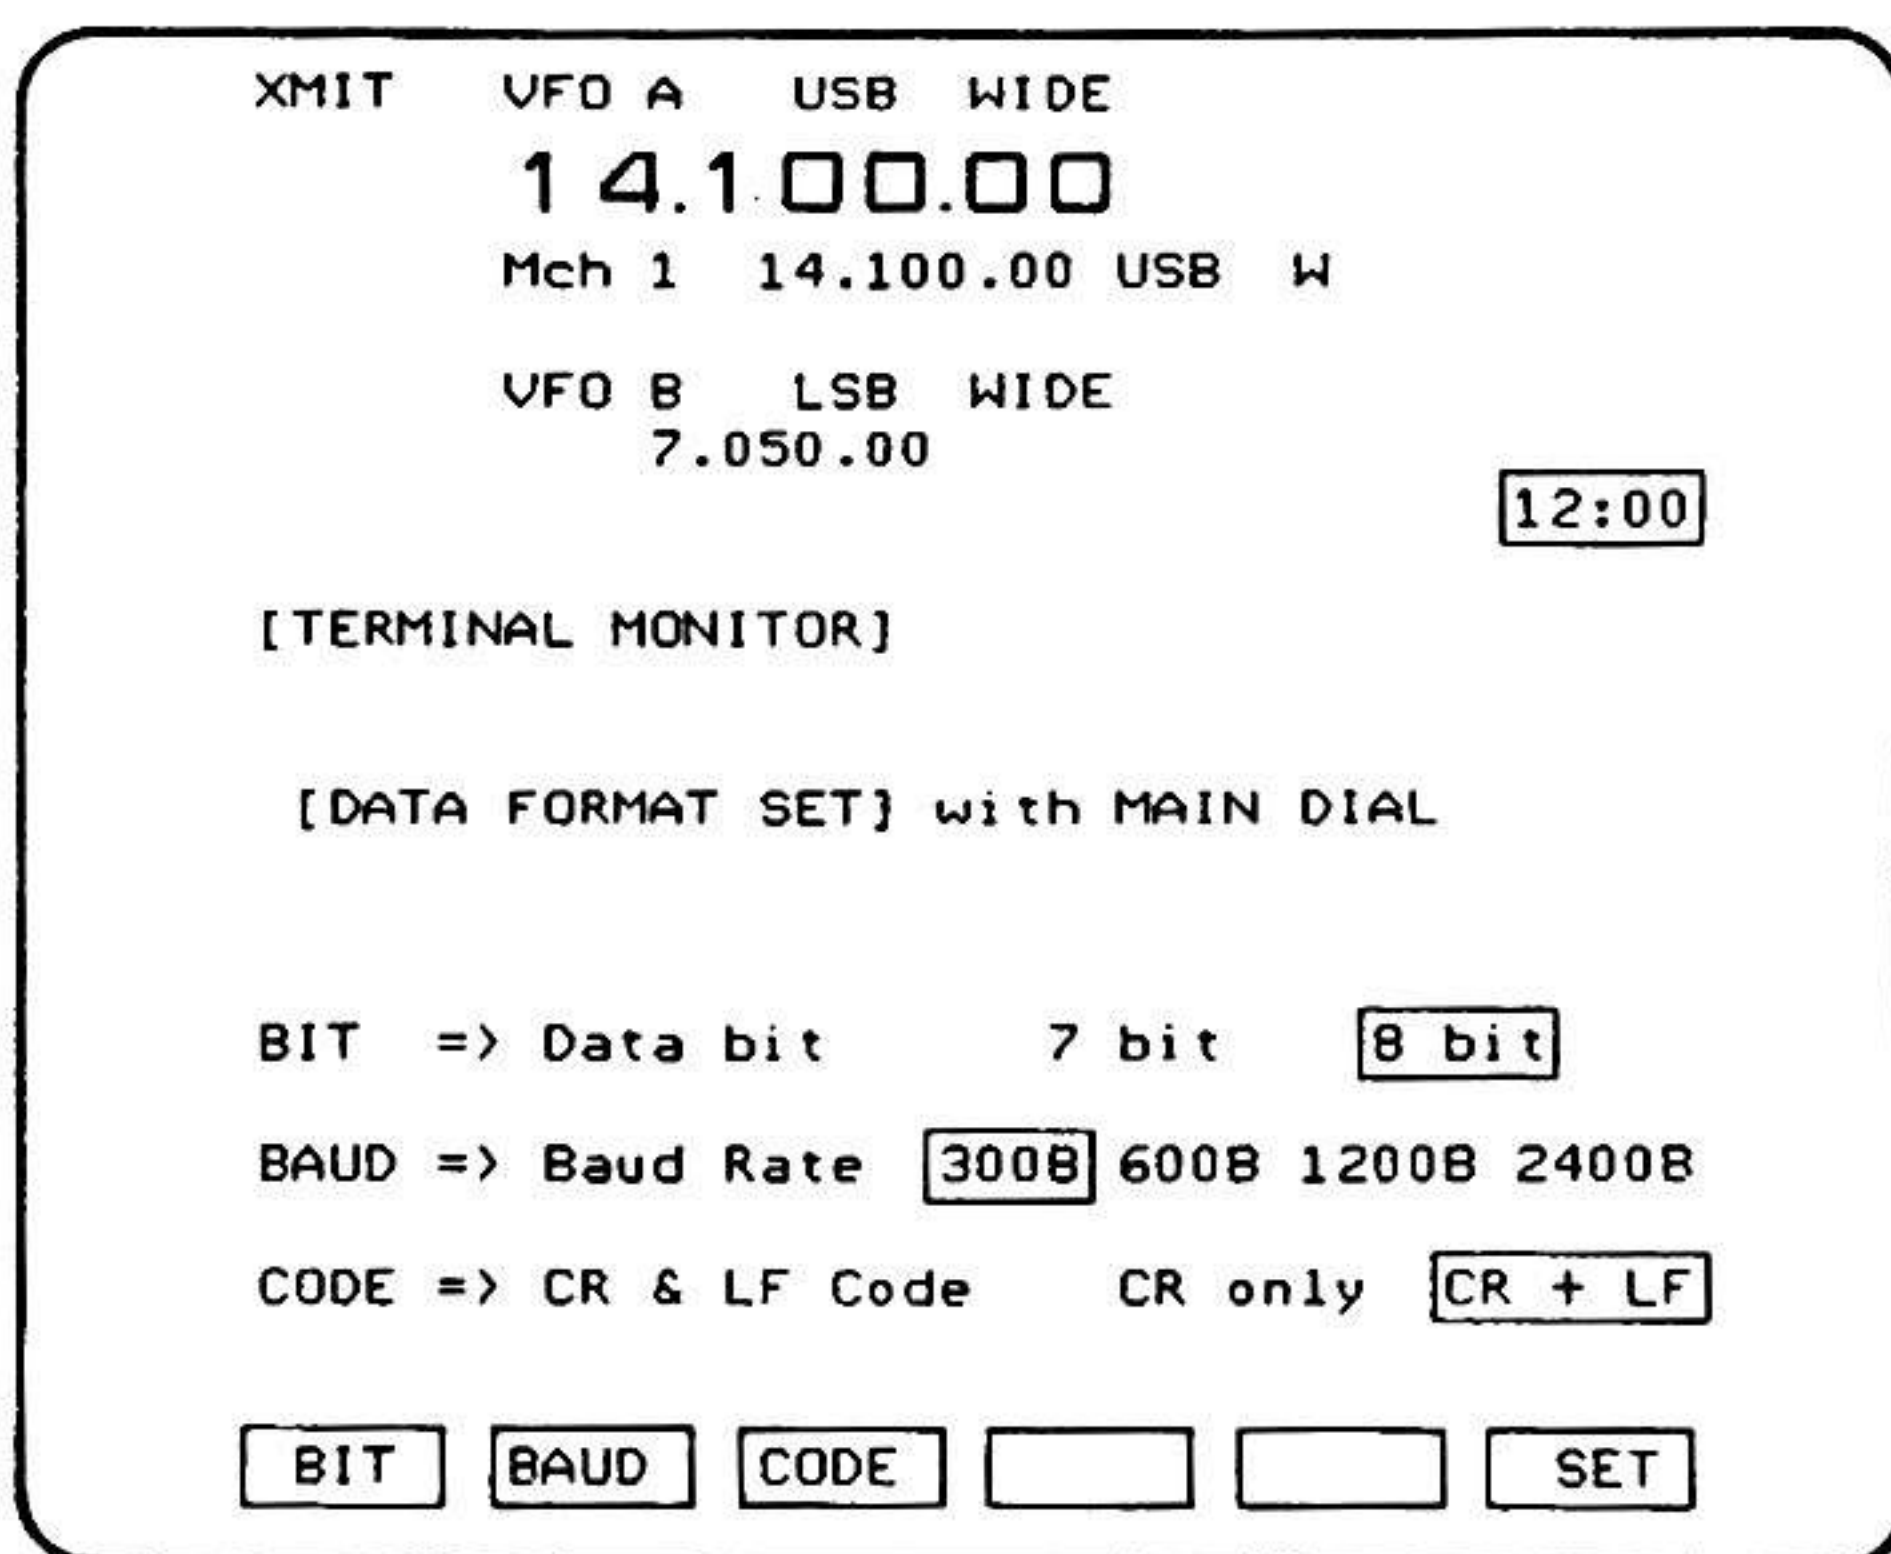 XMIT VFO A USB WIDE
14.100.00
Mch 1 14.100.00 USB W
VFO B LSB WIDE
7.050.00
12:00
[TERMINAL MONITOR]
[DATA FORMAT SET] with MAIN DIAL
BIT => Data bit 7 bit 8 bit
BAUD => Baud Rate 300B 600B 1200B 2400B
CODE => CR & LF Code CR only CR + LF
BIT BAUD CODE SET